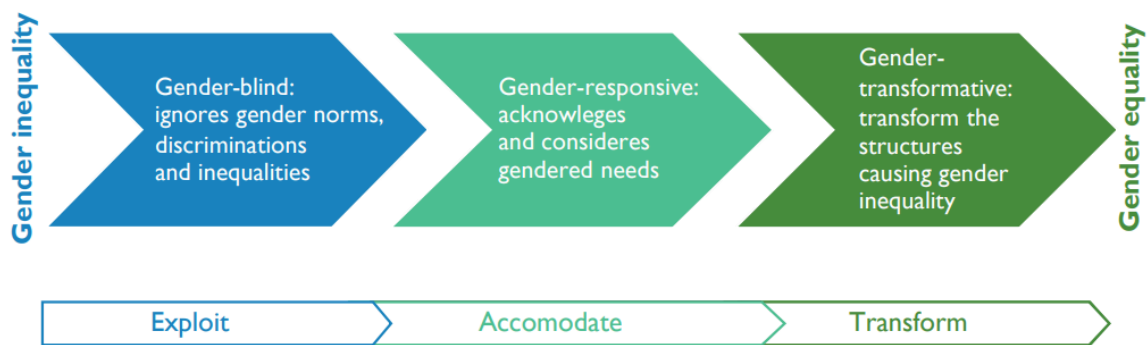 Gender inequality
Gender-blind:
ignores gender norms,
discriminations
and inequalities
Gender-responsive:
acknowleges
and consideres
gendered needs
Gender-
transformative:
transform the
structures
causing gender
inequality
Gender equality
Exploit
Accomodate
Transform